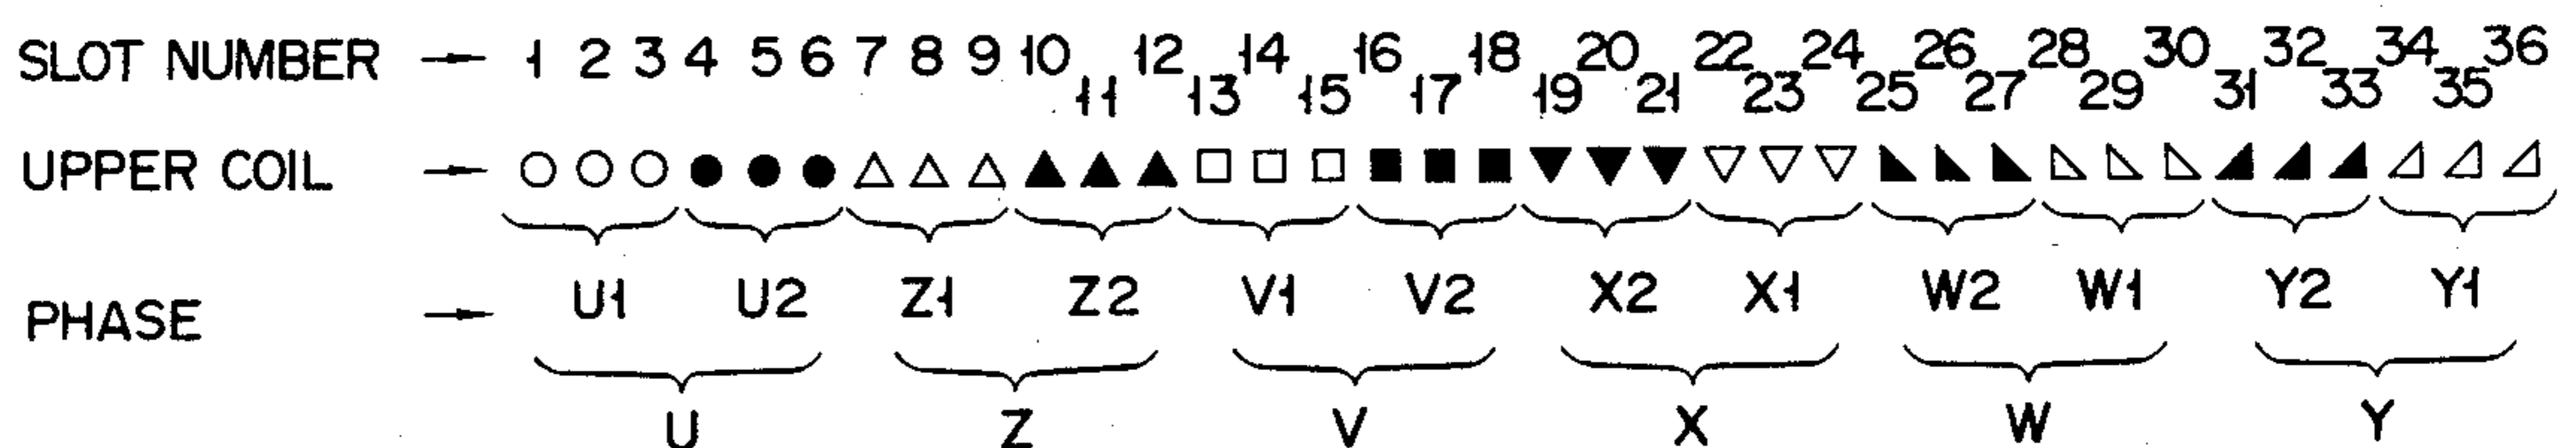 SLOT NUMBER → 1 2 3 4 5 6 7 8 9 10 11 12 13 14 15 16 17 18 19 20 21 22 23 24 25 26 27 28 29 30 31 32 33 34 35 36
UPPER COIL → ○ ○ ○ ● ● ● △ △ △ ▲ ▲ ▲ □ □ □ ■ ■ ■ ▼ ▼ ▼ ▽ ▽ ▽ ◣ ◣ ◣ ◺ ◺ ◺ ◢ ◢ ◢ ◿ ◿ ◿
PHASE → U1 U2 Z1 Z2 V1 V2 X2 X1 W2 W1 Y2 Y1
U Z V X W Y